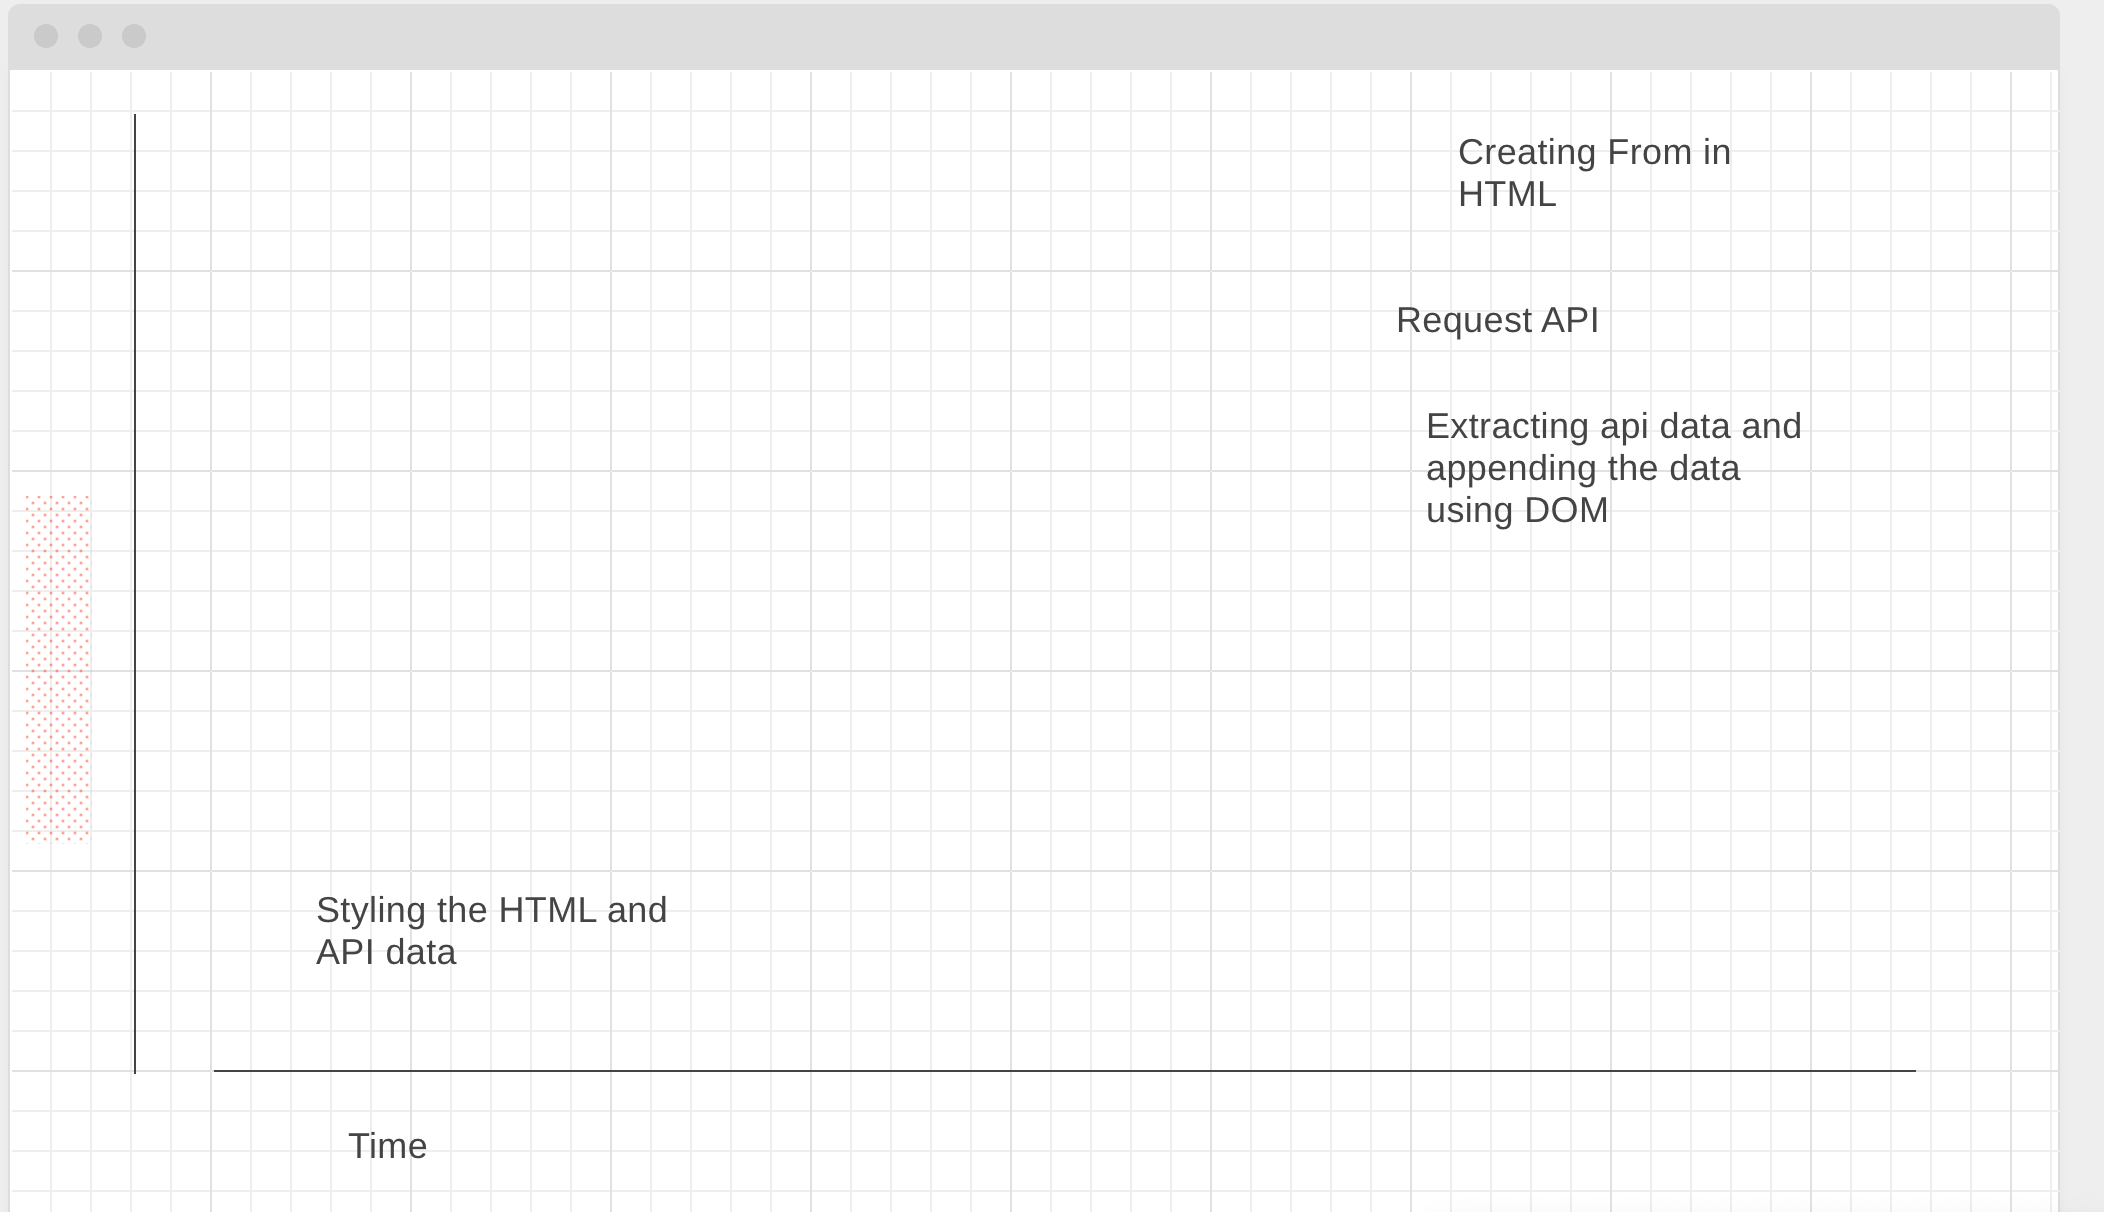 Creating From in
HTML
Request API
Extracting api data and
appending the data
using DOM
Styling the HTML and
API data
Time